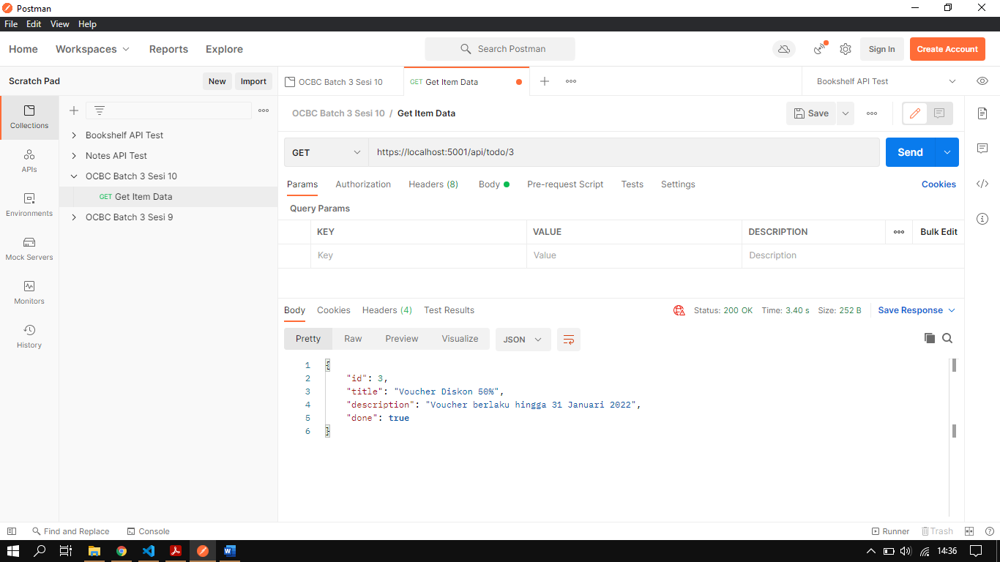 Postman
File Edit View Help
Home Workspaces Reports Explore Search Postman Sign In Create Account
Scratch Pad New Import OCBC Batch 3 Sesi 10 GET Get Item Data Bookshelf API Test
Collections
APIs
Environments
Mock Servers
Monitors
History
Bookshelf API Test
Notes API Test
OCBC Batch 3 Sesi 10
GET Get Item Data
OCBC Batch 3 Sesi 9
OCBC Batch 3 Sesi 10 / Get Item Data Save
GET https://localhost:5001/api/todo/3 Send
Params Authorization Headers (8) Body Pre-request Script Tests Settings Cookies
Query Params
KEY VALUE DESCRIPTION Bulk Edit
Key Value Description
Body Cookies Headers (4) Test Results Status: 200 OK Time: 3.40 s Size: 252 B Save Response
Pretty Raw Preview Visualize JSON
1 {
2 "id": 3,
3 "title": "Voucher Diskon 50%",
4 "description": "Voucher berlaku hingga 31 Januari 2022",
5 "done": true
6 }
Find and Replace Console Runner Trash
14:36